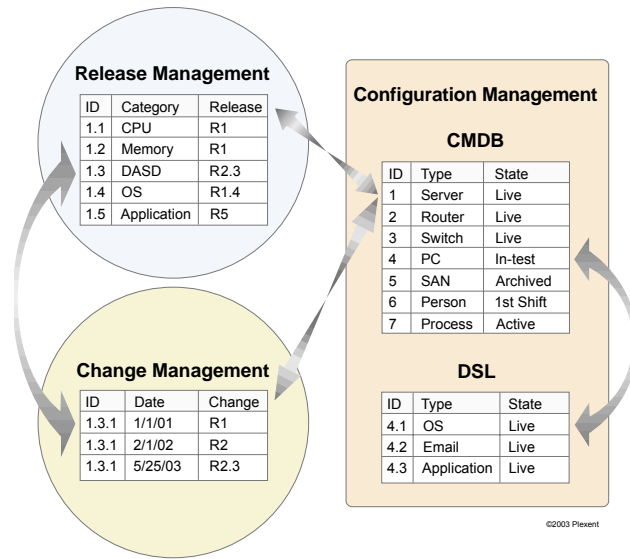 Release Management
ID Category Release
1.1 CPU R1
1.2 Memory R1
1.3 DASD R2.3
1.4 OS R1.4
1.5 Application R5
Change Management
ID Date Change
1.3.1 1/1/01 R1
1.3.1 2/1/02 R2
1.3.1 5/25/03 R2.3
Configuration Management
CMDB
ID Type State
1 Server Live
2 Router Live
3 Switch Live
4 PC In-test
5 SAN Archived
6 Person 1st Shift
7 Process Active
DSL
ID Type State
4.1 OS Live
4.2 Email Live
4.3 Application Live
©2003 Plexent